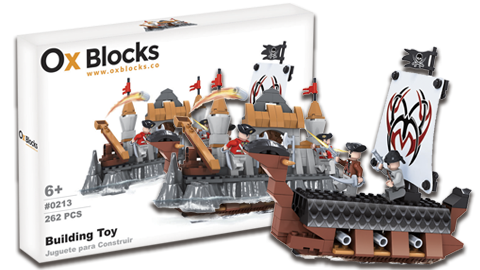 Ox Blocks
www.oxblocks.co
6+
#0213
262 PCS
Building Toy
Juguete para Construir